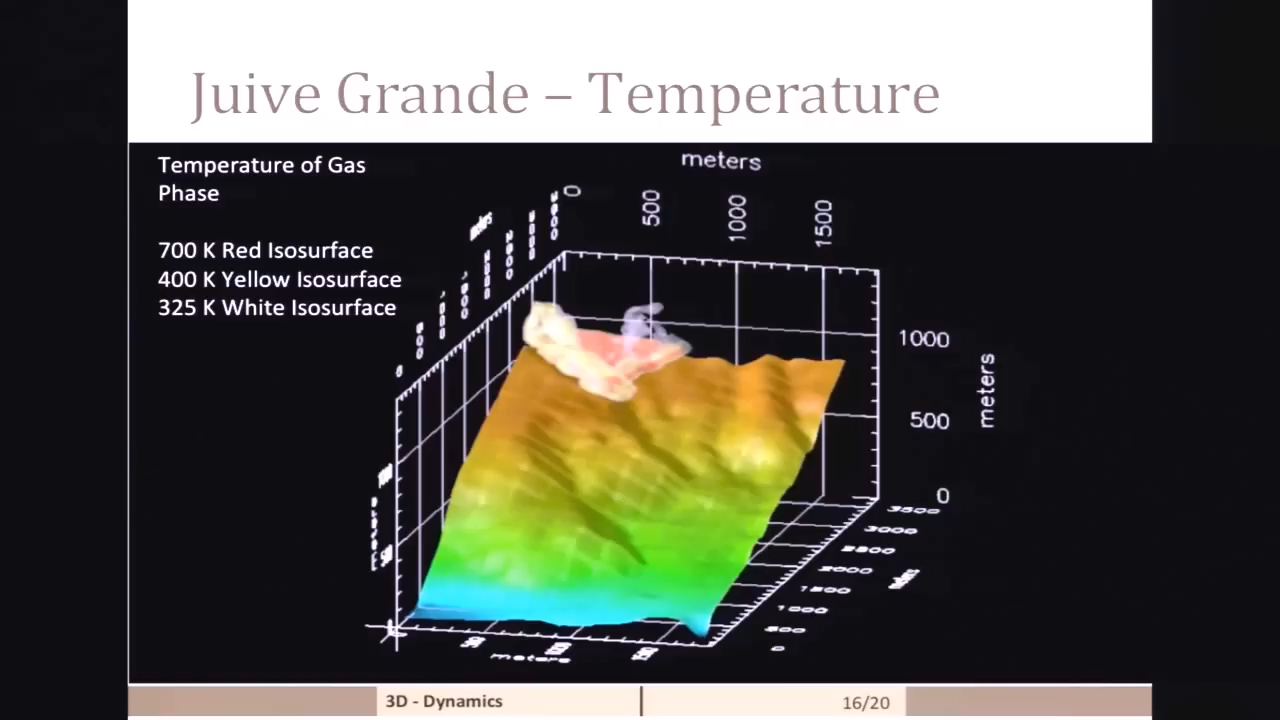 Juive Grande – Temperature
Temperature of Gas
Phase
700 K Red Isosurface
400 K Yellow Isosurface
325 K White Isosurface
meters
0
500
1000
1500
1000
500
0
meters
3500
3000
2500
2000
1500
1000
500
0
meters
3D - Dynamics
16/20